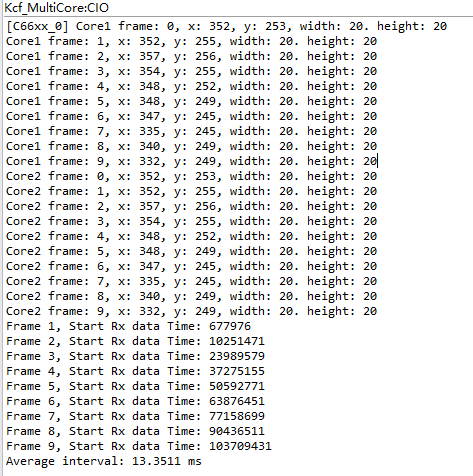 Kcf_MultiCore:CIO
[C66xx_0] Core1 frame: 0, x: 352, y: 253, width: 20. height: 20
Core1 frame: 1, x: 352, y: 255, width: 20. height: 20
Core1 frame: 2, x: 357, y: 256, width: 20. height: 20
Core1 frame: 3, x: 354, y: 255, width: 20. height: 20
Core1 frame: 4, x: 348, y: 252, width: 20. height: 20
Core1 frame: 5, x: 348, y: 249, width: 20. height: 20
Core1 frame: 6, x: 347, y: 245, width: 20. height: 20
Core1 frame: 7, x: 335, y: 245, width: 20. height: 20
Core1 frame: 8, x: 340, y: 249, width: 20. height: 20
Core1 frame: 9, x: 332, y: 249, width: 20. height: 20
Core2 frame: 0, x: 352, y: 253, width: 20. height: 20
Core2 frame: 1, x: 352, y: 255, width: 20. height: 20
Core2 frame: 2, x: 357, y: 256, width: 20. height: 20
Core2 frame: 3, x: 354, y: 255, width: 20. height: 20
Core2 frame: 4, x: 348, y: 252, width: 20. height: 20
Core2 frame: 5, x: 348, y: 249, width: 20. height: 20
Core2 frame: 6, x: 347, y: 245, width: 20. height: 20
Core2 frame: 7, x: 335, y: 245, width: 20. height: 20
Core2 frame: 8, x: 340, y: 249, width: 20. height: 20
Core2 frame: 9, x: 332, y: 249, width: 20. height: 20
Frame 1, Start Rx data Time: 677976
Frame 2, Start Rx data Time: 10251471
Frame 3, Start Rx data Time: 23989579
Frame 4, Start Rx data Time: 37275155
Frame 5, Start Rx data Time: 50592771
Frame 6, Start Rx data Time: 63876451
Frame 7, Start Rx data Time: 77158699
Frame 8, Start Rx data Time: 90436511
Frame 9, Start Rx data Time: 103709431
Average interval: 13.3511 ms